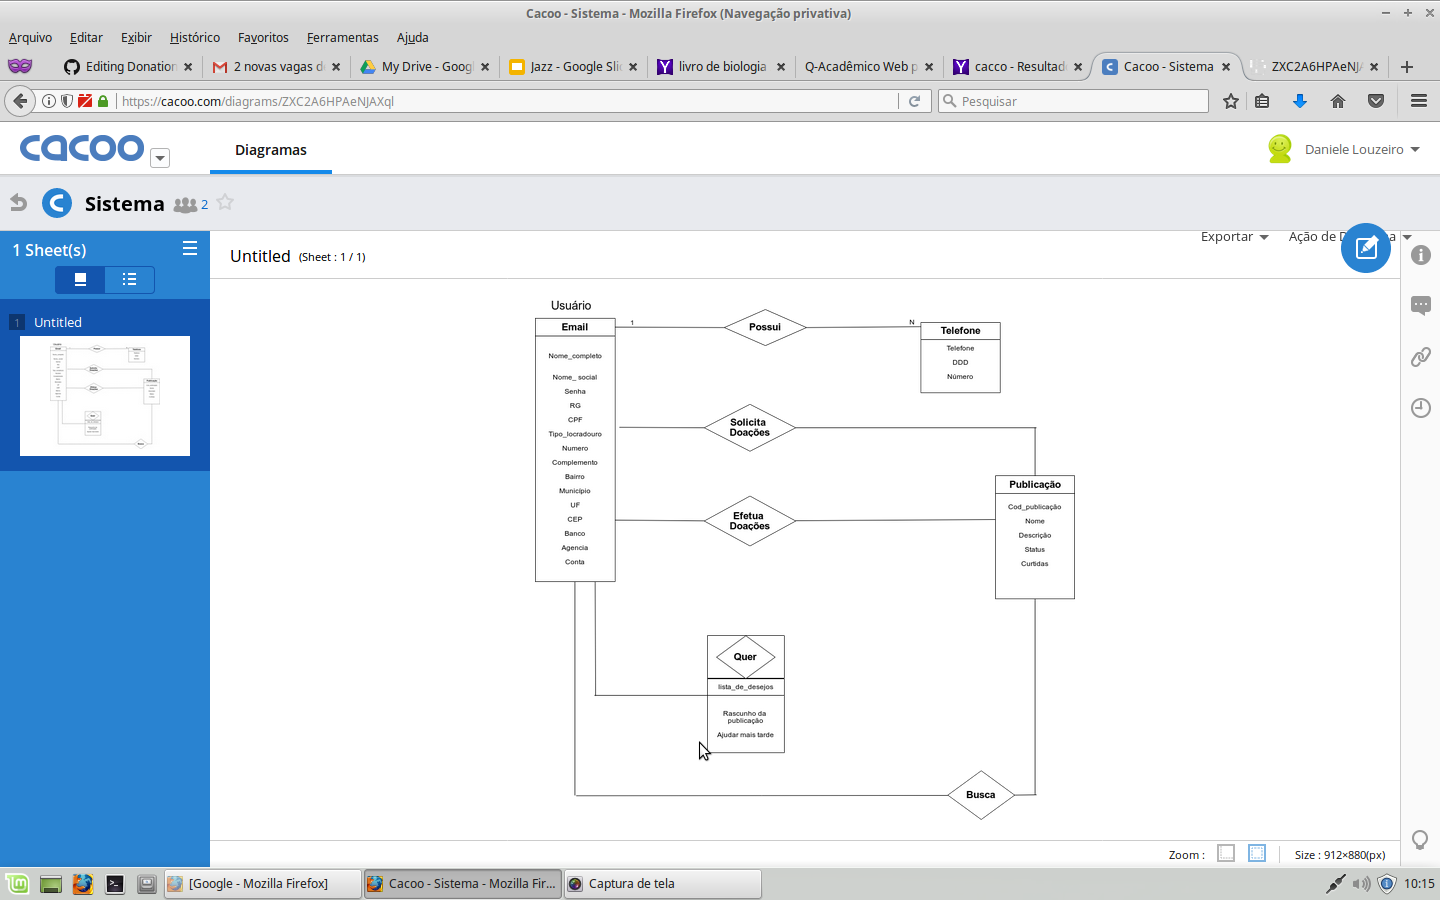 Cacoo - Sistema - Mozilla Firefox (Navegação privativa)
Arquivo Editar Exibir Histórico Favoritos Ferramentas Ajuda
Editing Donation
2 novas vagas d
My Drive - Goog
Jazz - Google Sli
livro de biologia
Q-Acadêmico Web p
cacco - Resultad
Cacoo - Sistema
ZXC2A6HPAeNJA
https://cacoo.com/diagrams/ZXC2A6HPAeNJAXql
Pesquisar
cacoo
Diagramas
Daniele Louzeiro
Sistema
2
1 Sheet(s)
Untitled (Sheet : 1 / 1)
Exportar
Ação de D
a
1 Untitled
Usuário
Email
Nome_completo
Nome_ social
Senha
RG
CPF
Tipo_locradouro
Numero
Complemento
Bairro
Município
UF
CEP
Banco
Agencia
Conta
1
Possui
N
Telefone
Telefone
DDD
Número
Solicita
Doações
Efetua
Doações
Publicação
Cod_publicação
Nome
Descrição
Status
Curtidas
Quer
lista_de_desejos
Rascunho da
publicação
Ajudar mais tarde
Busca
Zoom :
Size : 912×880(px)
[Google - Mozilla Firefox]
Cacoo - Sistema - Mozilla Fir...
Captura de tela
10:15